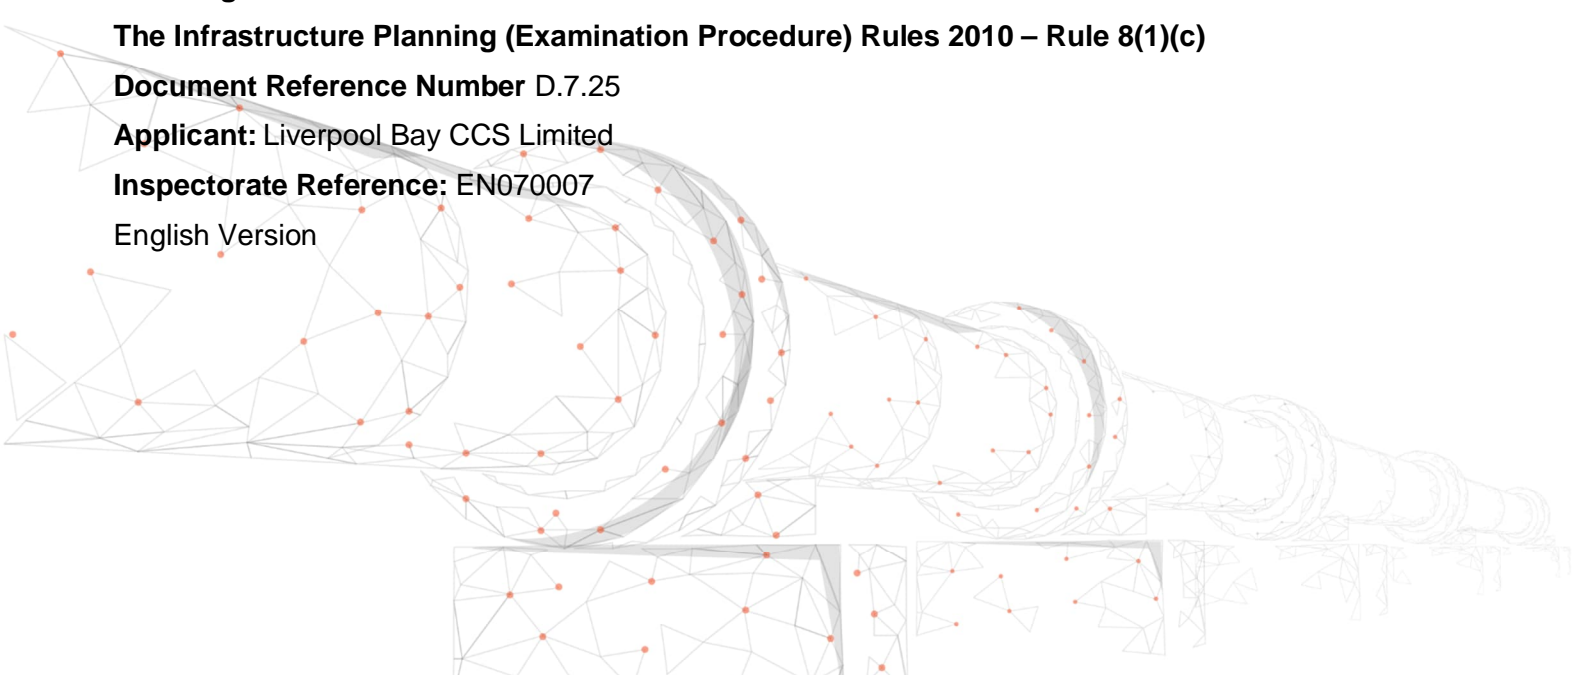 The Infrastructure Planning (Examination Procedure) Rules 2010 – Rule 8(1)(c)
Document Reference Number D.7.25
Applicant: Liverpool Bay CCS Limited
Inspectorate Reference: EN070007
English Version